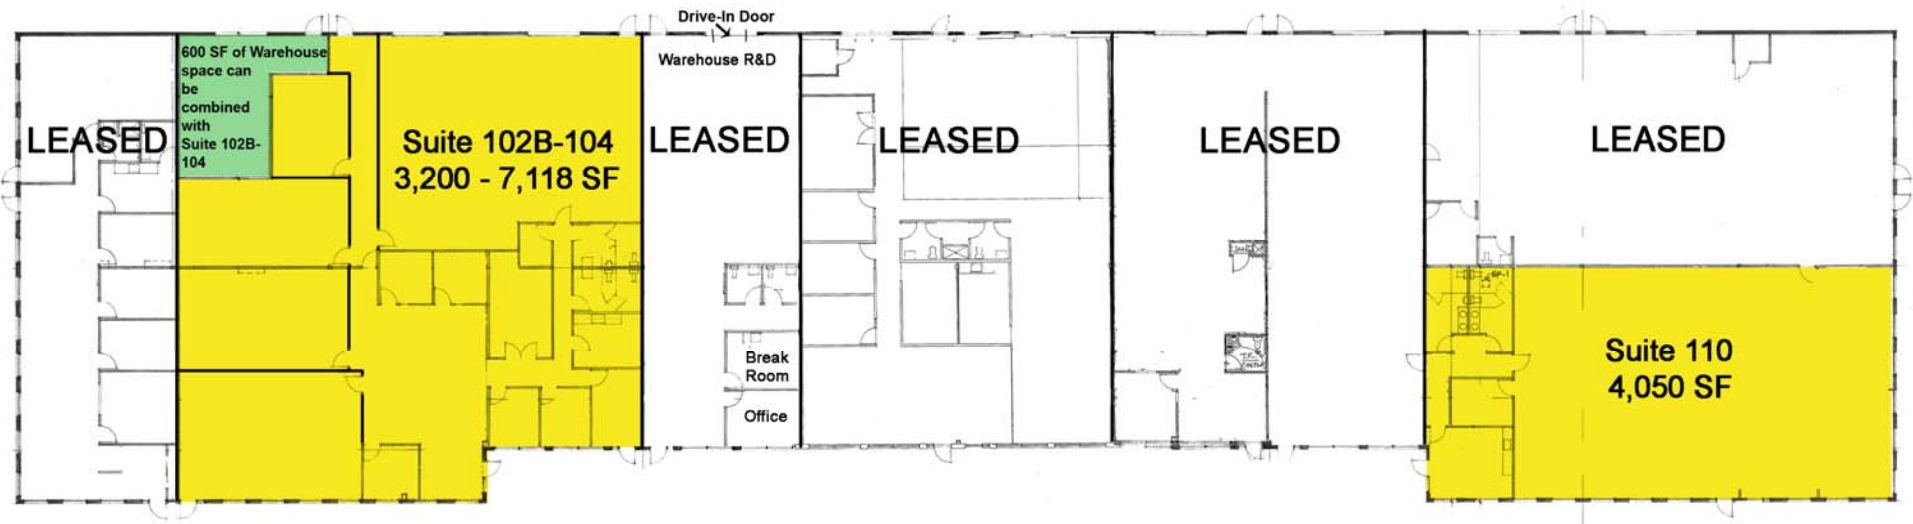 Drive-In Door
600 SF of Warehouse
space can
be
combined
with
Suite 102B-
104
Warehouse R&D
LEASED
Suite 102B-104
3,200 - 7,118 SF
LEASED
LEASED
LEASED
LEASED
Suite 110
4,050 SF
Break
Room
Office